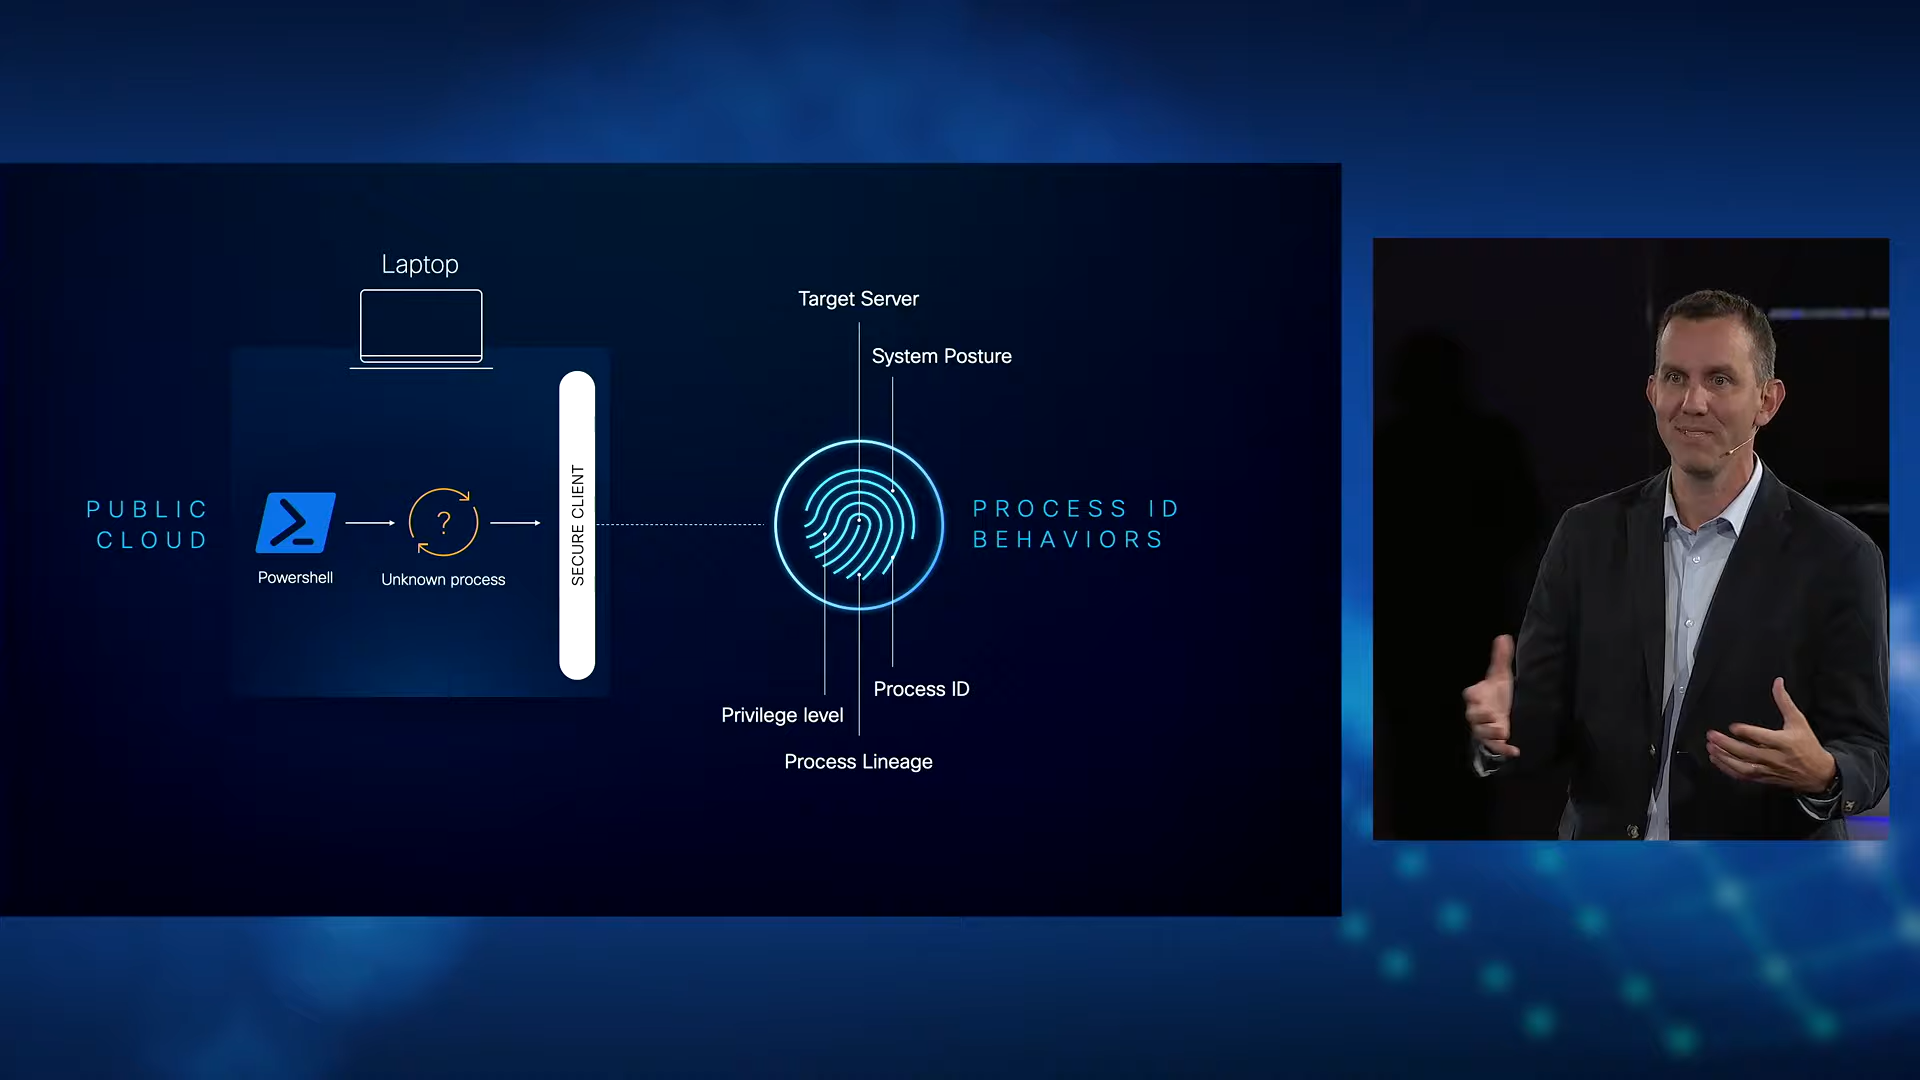 Laptop
Target Server
System Posture
PUBLIC
CLOUD
Powershell
?
Unknown process
SECURE CLIENT
PROCESS ID
BEHAVIORS
Process ID
Privilege level
Process Lineage